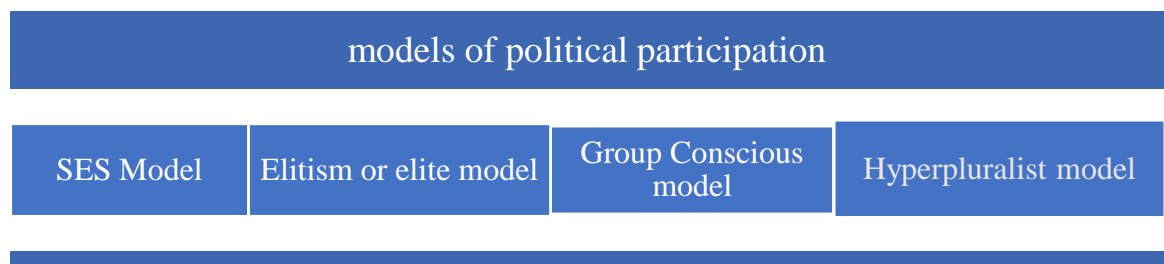 models of political participation
SES Model
Elitism or elite model
Group Conscious
model
Hyperpluralist model